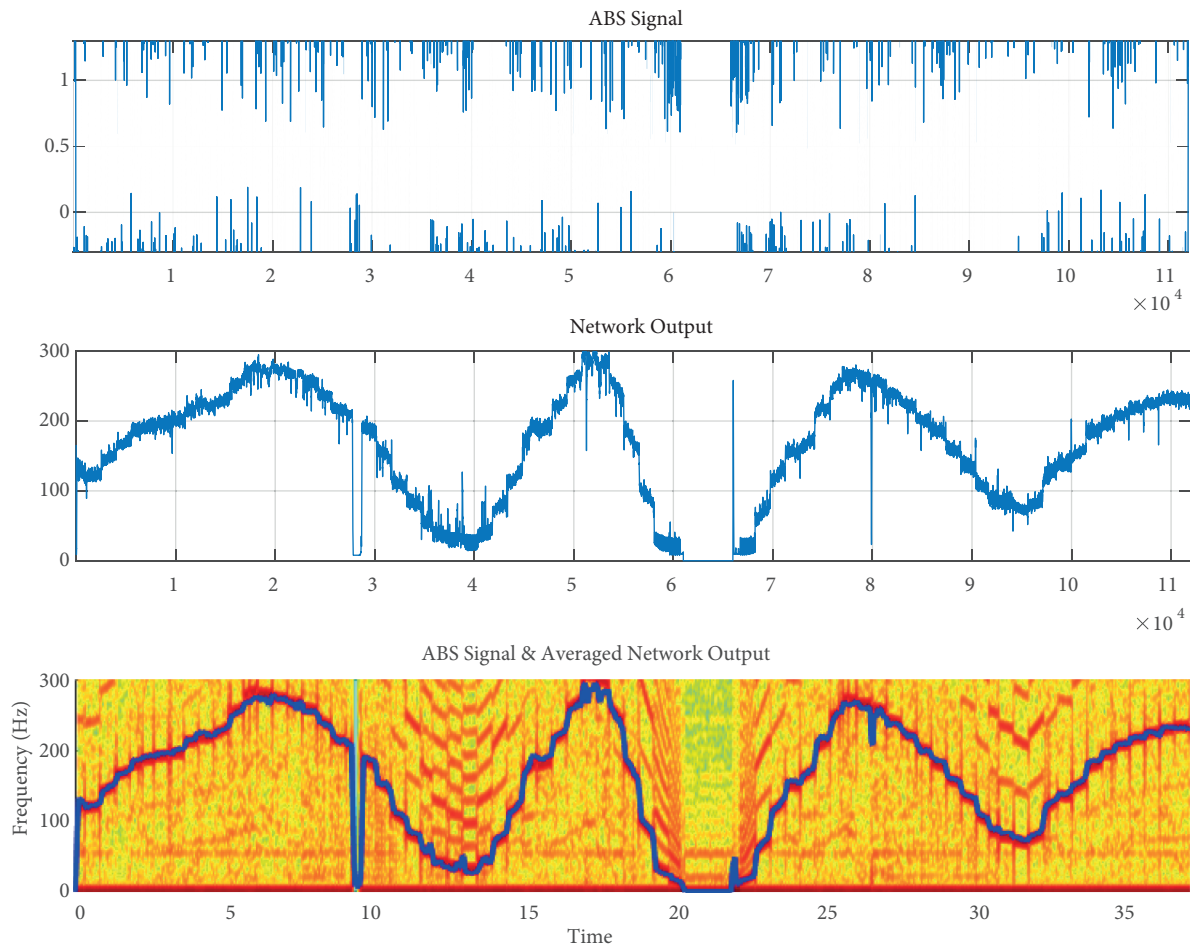 ABS Signal
1
0.5
0
1 2 3 4 5 6 7 8 9 10 11
×10 4
Network Output
300
200
100
0
1 2 3 4 5 6 7 8 9 10 11
×10 4
ABS Signal & Averaged Network Output
300
200
100
0
Frequency (Hz)
0 5 10 15 20 25 30 35
Time